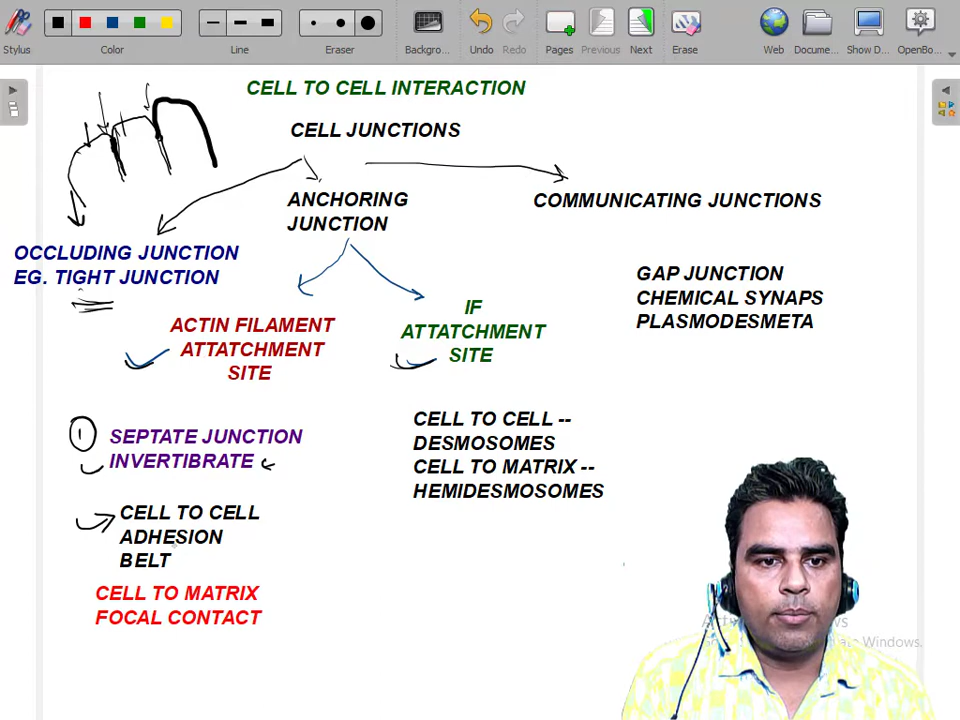 Stylus
Color
Line
Eraser
Backgro...
Undo
Redo
Pages
Previous
Next
Erase
Web
Docume...
Show D...
OpenBo...
CELL TO CELL INTERACTION
CELL JUNCTIONS
ANCHORING
JUNCTION
COMMUNICATING JUNCTIONS
OCCLUDING JUNCTION
EG. TIGHT JUNCTION
GAP JUNCTION
CHEMICAL SYNAPS
PLASMODESMETA
ACTIN FILAMENT
ATTATCHMENT
SITE
IF
ATTATCHMENT
SITE
1
SEPTATE JUNCTION
INVERTIBRATE
CELL TO CELL --
DESMOSOMES
CELL TO MATRIX --
HEMIDESMOSOMES
CELL TO CELL
ADHESION
BELT
CELL TO MATRIX
FOCAL CONTACT
Windows.